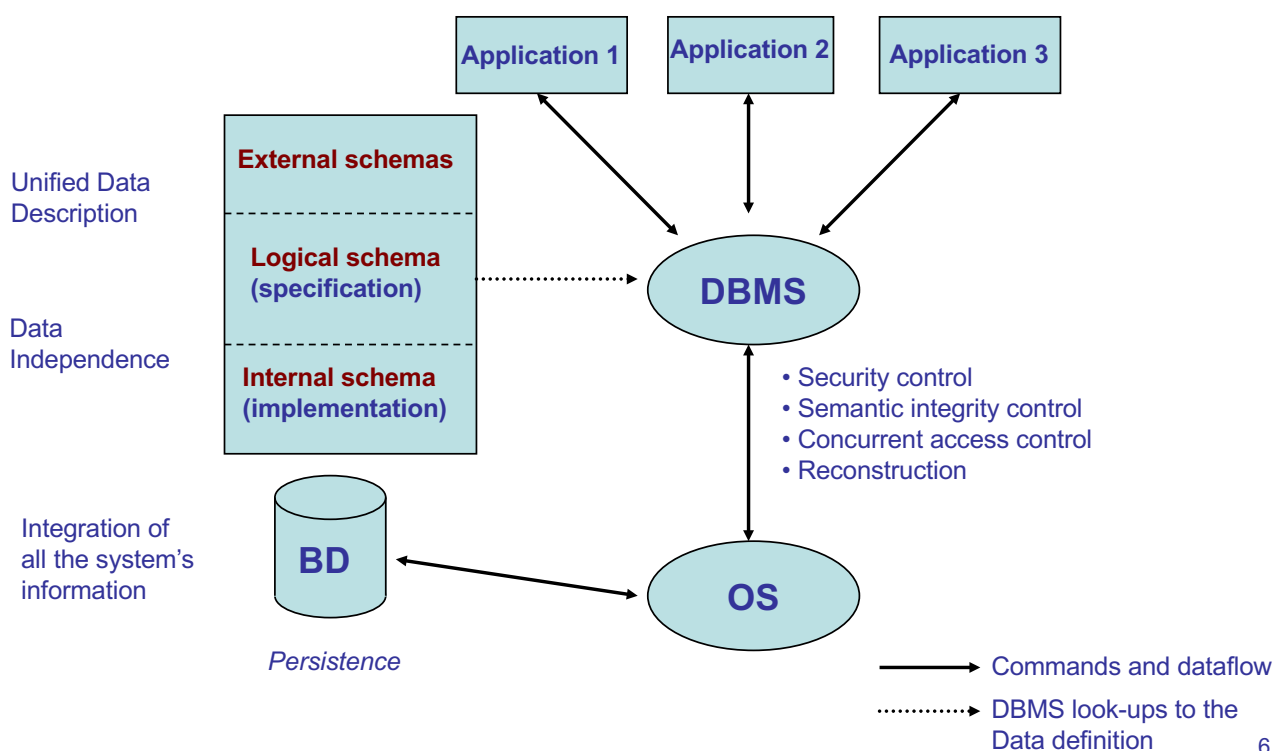 Application 1
Application 2
Application 3
External schemas
Unified Data
Description
Logical schema
(specification)
DBMS
Data
Independence
Internal schema
(implementation)
• Security control
• Semantic integrity control
• Concurrent access control
• Reconstruction
Integration of
all the system's
information
BD
OS
Persistence
Commands and dataflow
DBMS look-ups to the
Data definition
6